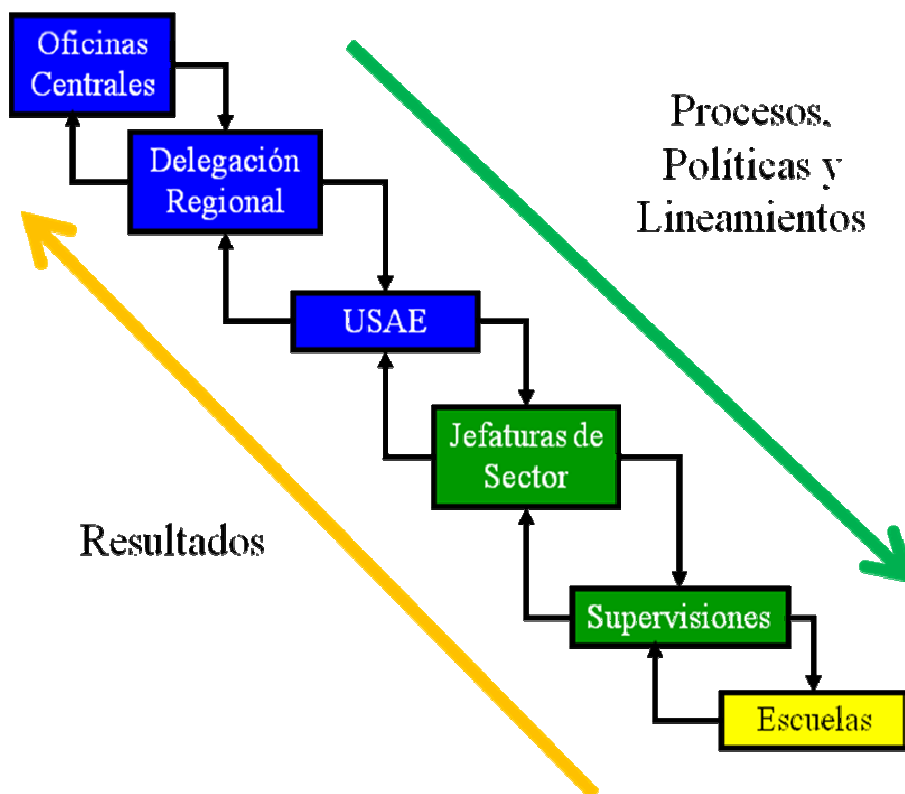 Oficinas
Centrales
Delegación
Regional
USAE
Jefaturas de
Sector
Supervisiones
Escuelas
Procesos,
Políticas y
Lineamientos
Resultados